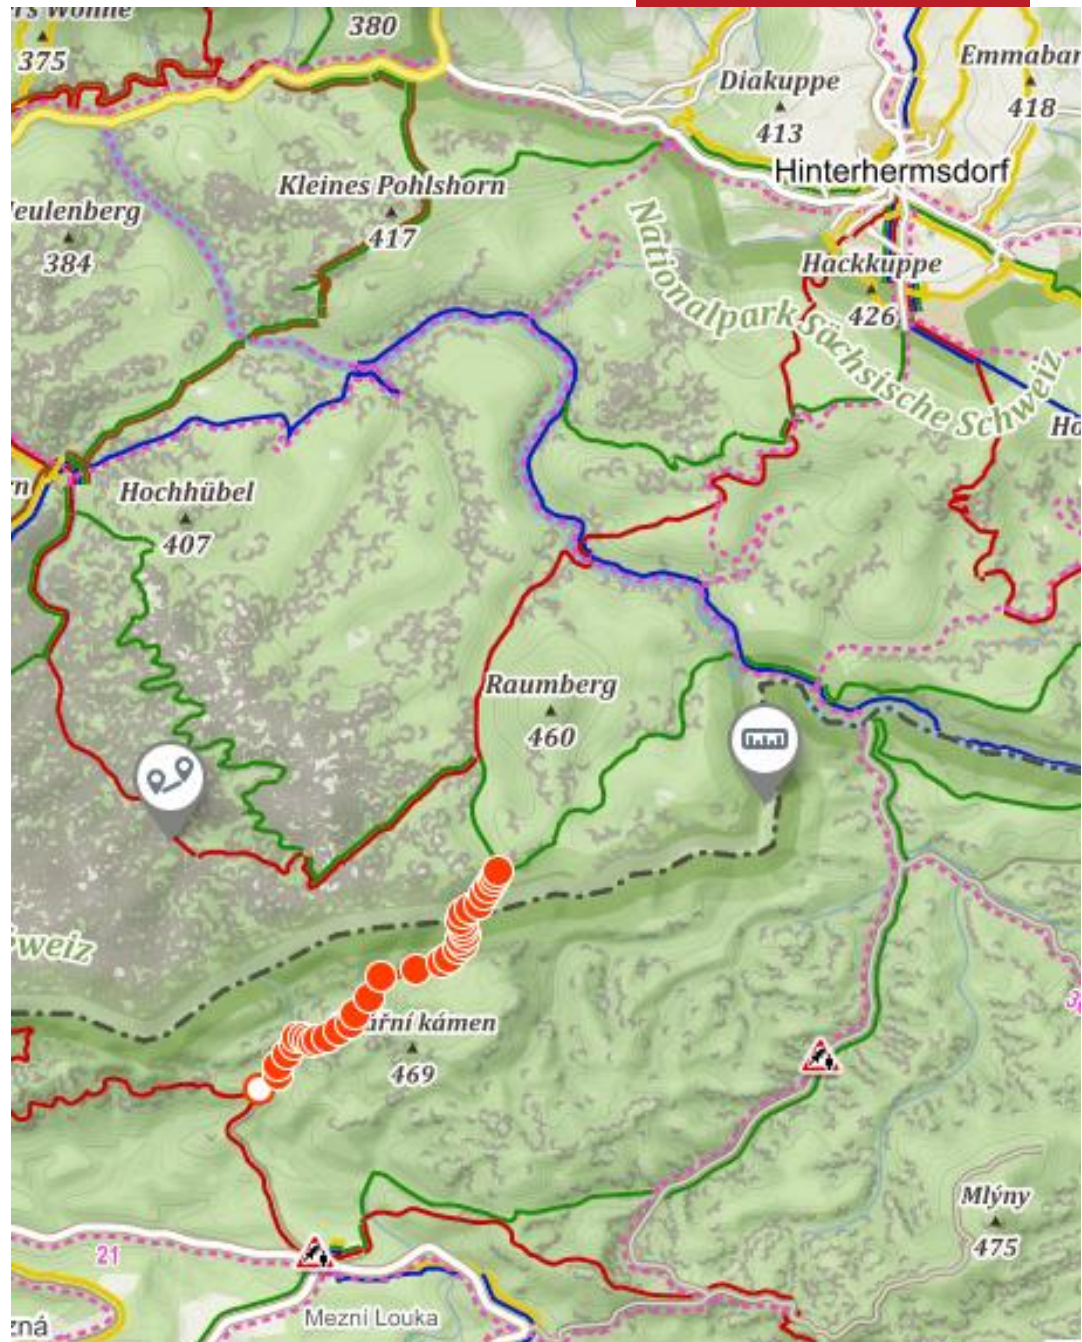 380
375
Emmabar
418
Diakuppe
413
Hinterhermsdorf
Kleines Pohlshorn
417
eulenberg
384
Hackkuppe
426
Nationalpark Sächsische Schweiz
Hochhübel
407
Raumberg
460
weiz
ářní kámen
469
Mlýny
475
21
Mezní Louka
zná